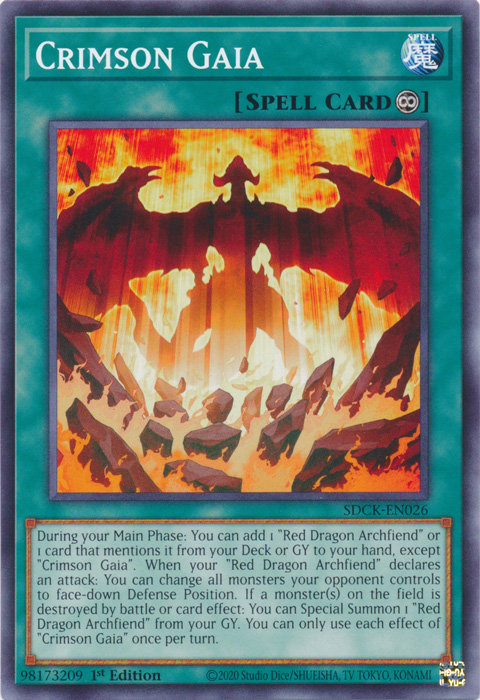 CRIMSON GAIA
SPELL
魔
[SPELL CARD]
SDCK-EN026
During your Main Phase: You can add 1 "Red Dragon Archfiend" or
1 card that mentions it from your Deck or GY to your hand, except
"Crimson Gaia". When your "Red Dragon Archfiend" declares
an attack: You can change all monsters your opponent controls
to face-down Defense Position. If a monster(s) on the field is
destroyed by battle or card effect: You can Special Summon 1 "Red
Dragon Archfiend" from your GY. You can only use each effect of
"Crimson Gaia" once per turn.
98173209 1st Edition ©2020 Studio Dice/SHUEISHA, TV TOKYO, KONAMI